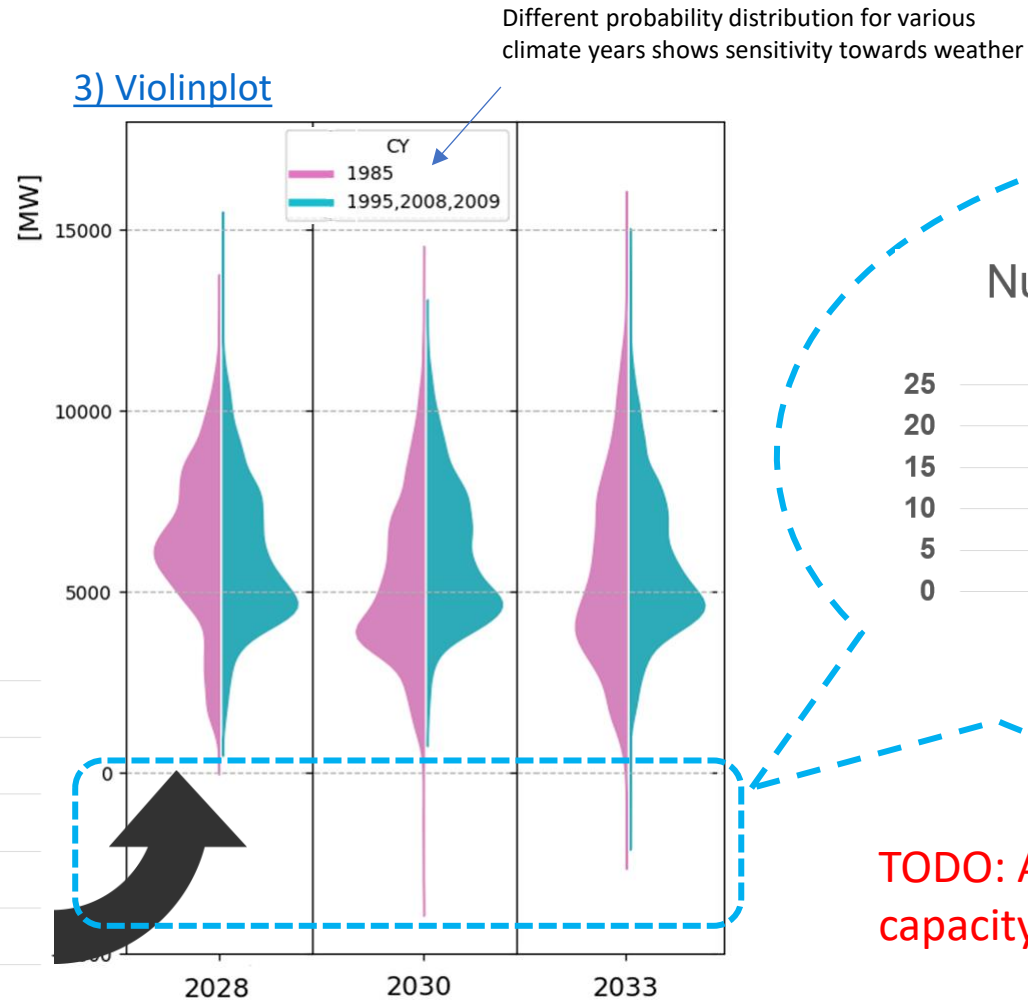 Different probability distribution for various
climate years shows sensitivity towards weather
3) Violinplot
CY
1985
1995,2008,2009
[MW]
15000
10000
5000
0
2028
2030
2033
25
20
15
10
5
0
TODO:
capacity